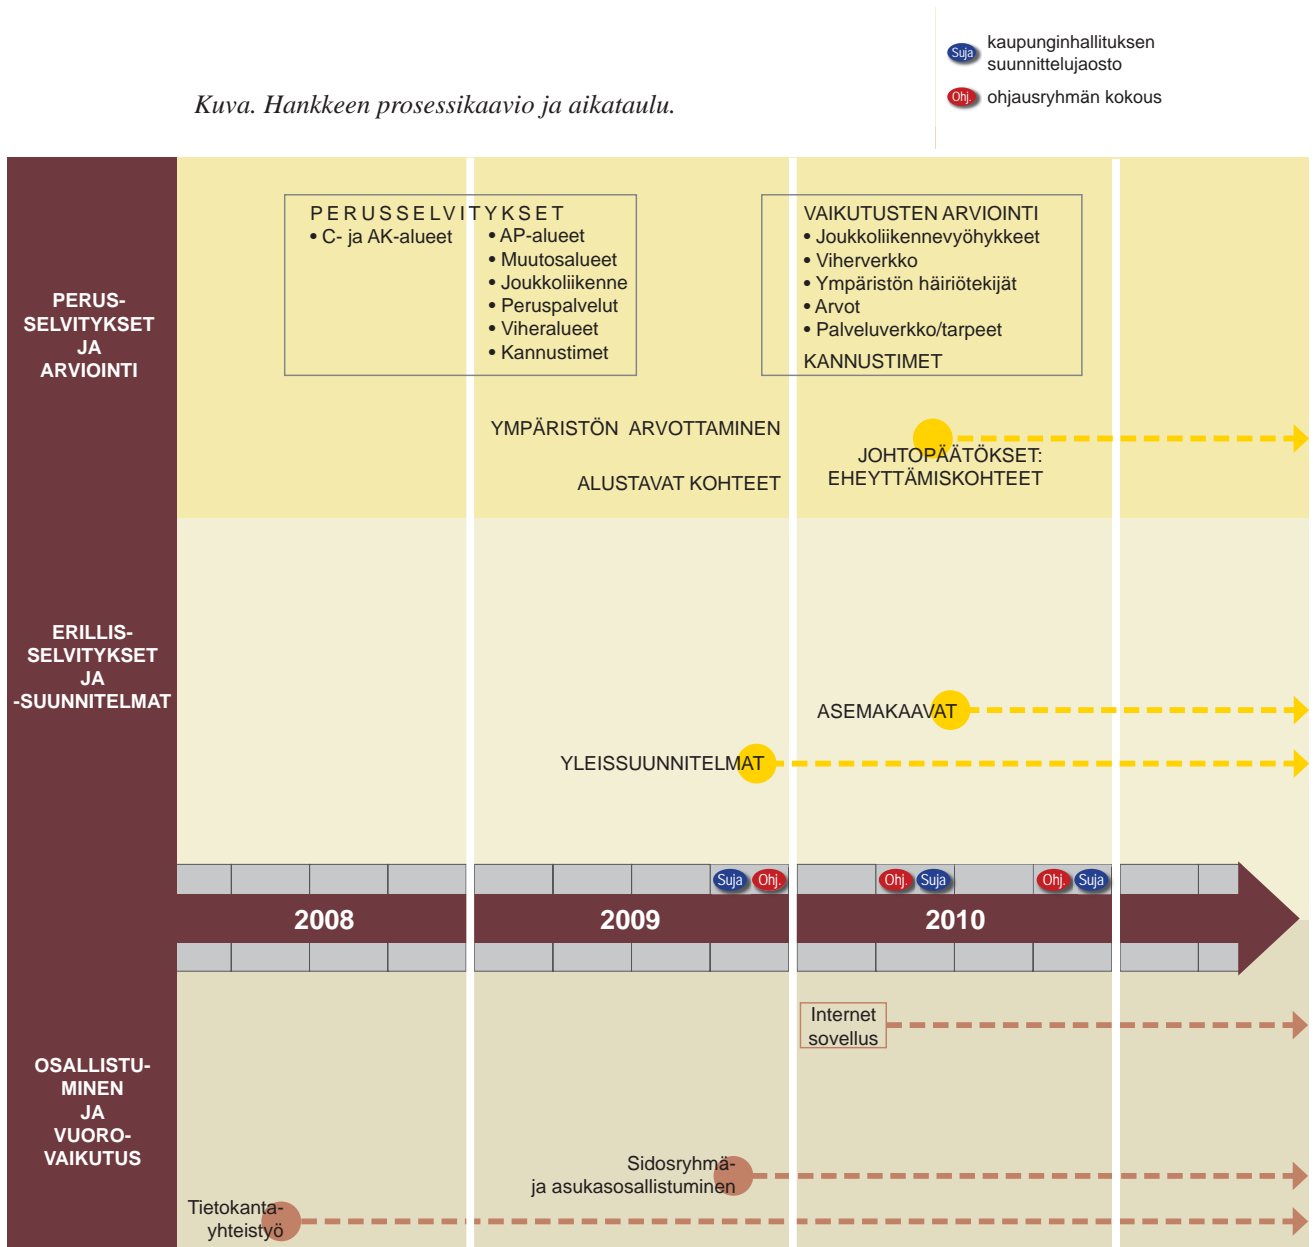 Suja kaupunginhallituksen
suunnittelujaosto
Ohj. ohjausryhmän kokous
Kuva. Hankkeen prosessikaavio ja aikataulu.
PERUS-
SELVITYKSET
JA
ARVIOINTI
PERUSSELVITYKSET
• C- ja AK-alueet
• AP-alueet
• Muutosalueet
• Joukkoliikenne
• Peruspalvelut
• Viheralueet
• Kannustimet
VAIKUTUSTEN ARVIOINTI
• Joukkoliikennevyöhykkeet
• Viherverkko
• Ympäristön häiriötekijät
• Arvot
• Palveluverkko/tarpeet
KANNUSTIMET
YMPÄRISTÖN ARVOTTAMINEN
ALUSTAVAT KOHTEET
JOHTOPÄÄTÖKSET:
EHEYTTÄMISKOHTEET
ERILLIS-
SELVITYKSET
JA
-SUUNNITELMAT
ASEMAKAAVAT
YLEISSUUNNITELMAT
Suja Ohj. Ohj. Suja Ohj. Suja
2008 2009 2010
OSALLISTU-
MINEN
JA
VUORO-
VAIKUTUS
Internet
sovellus
Sidosryhmä-
ja asukasosallistuminen
Tietokanta-
yhteistyö